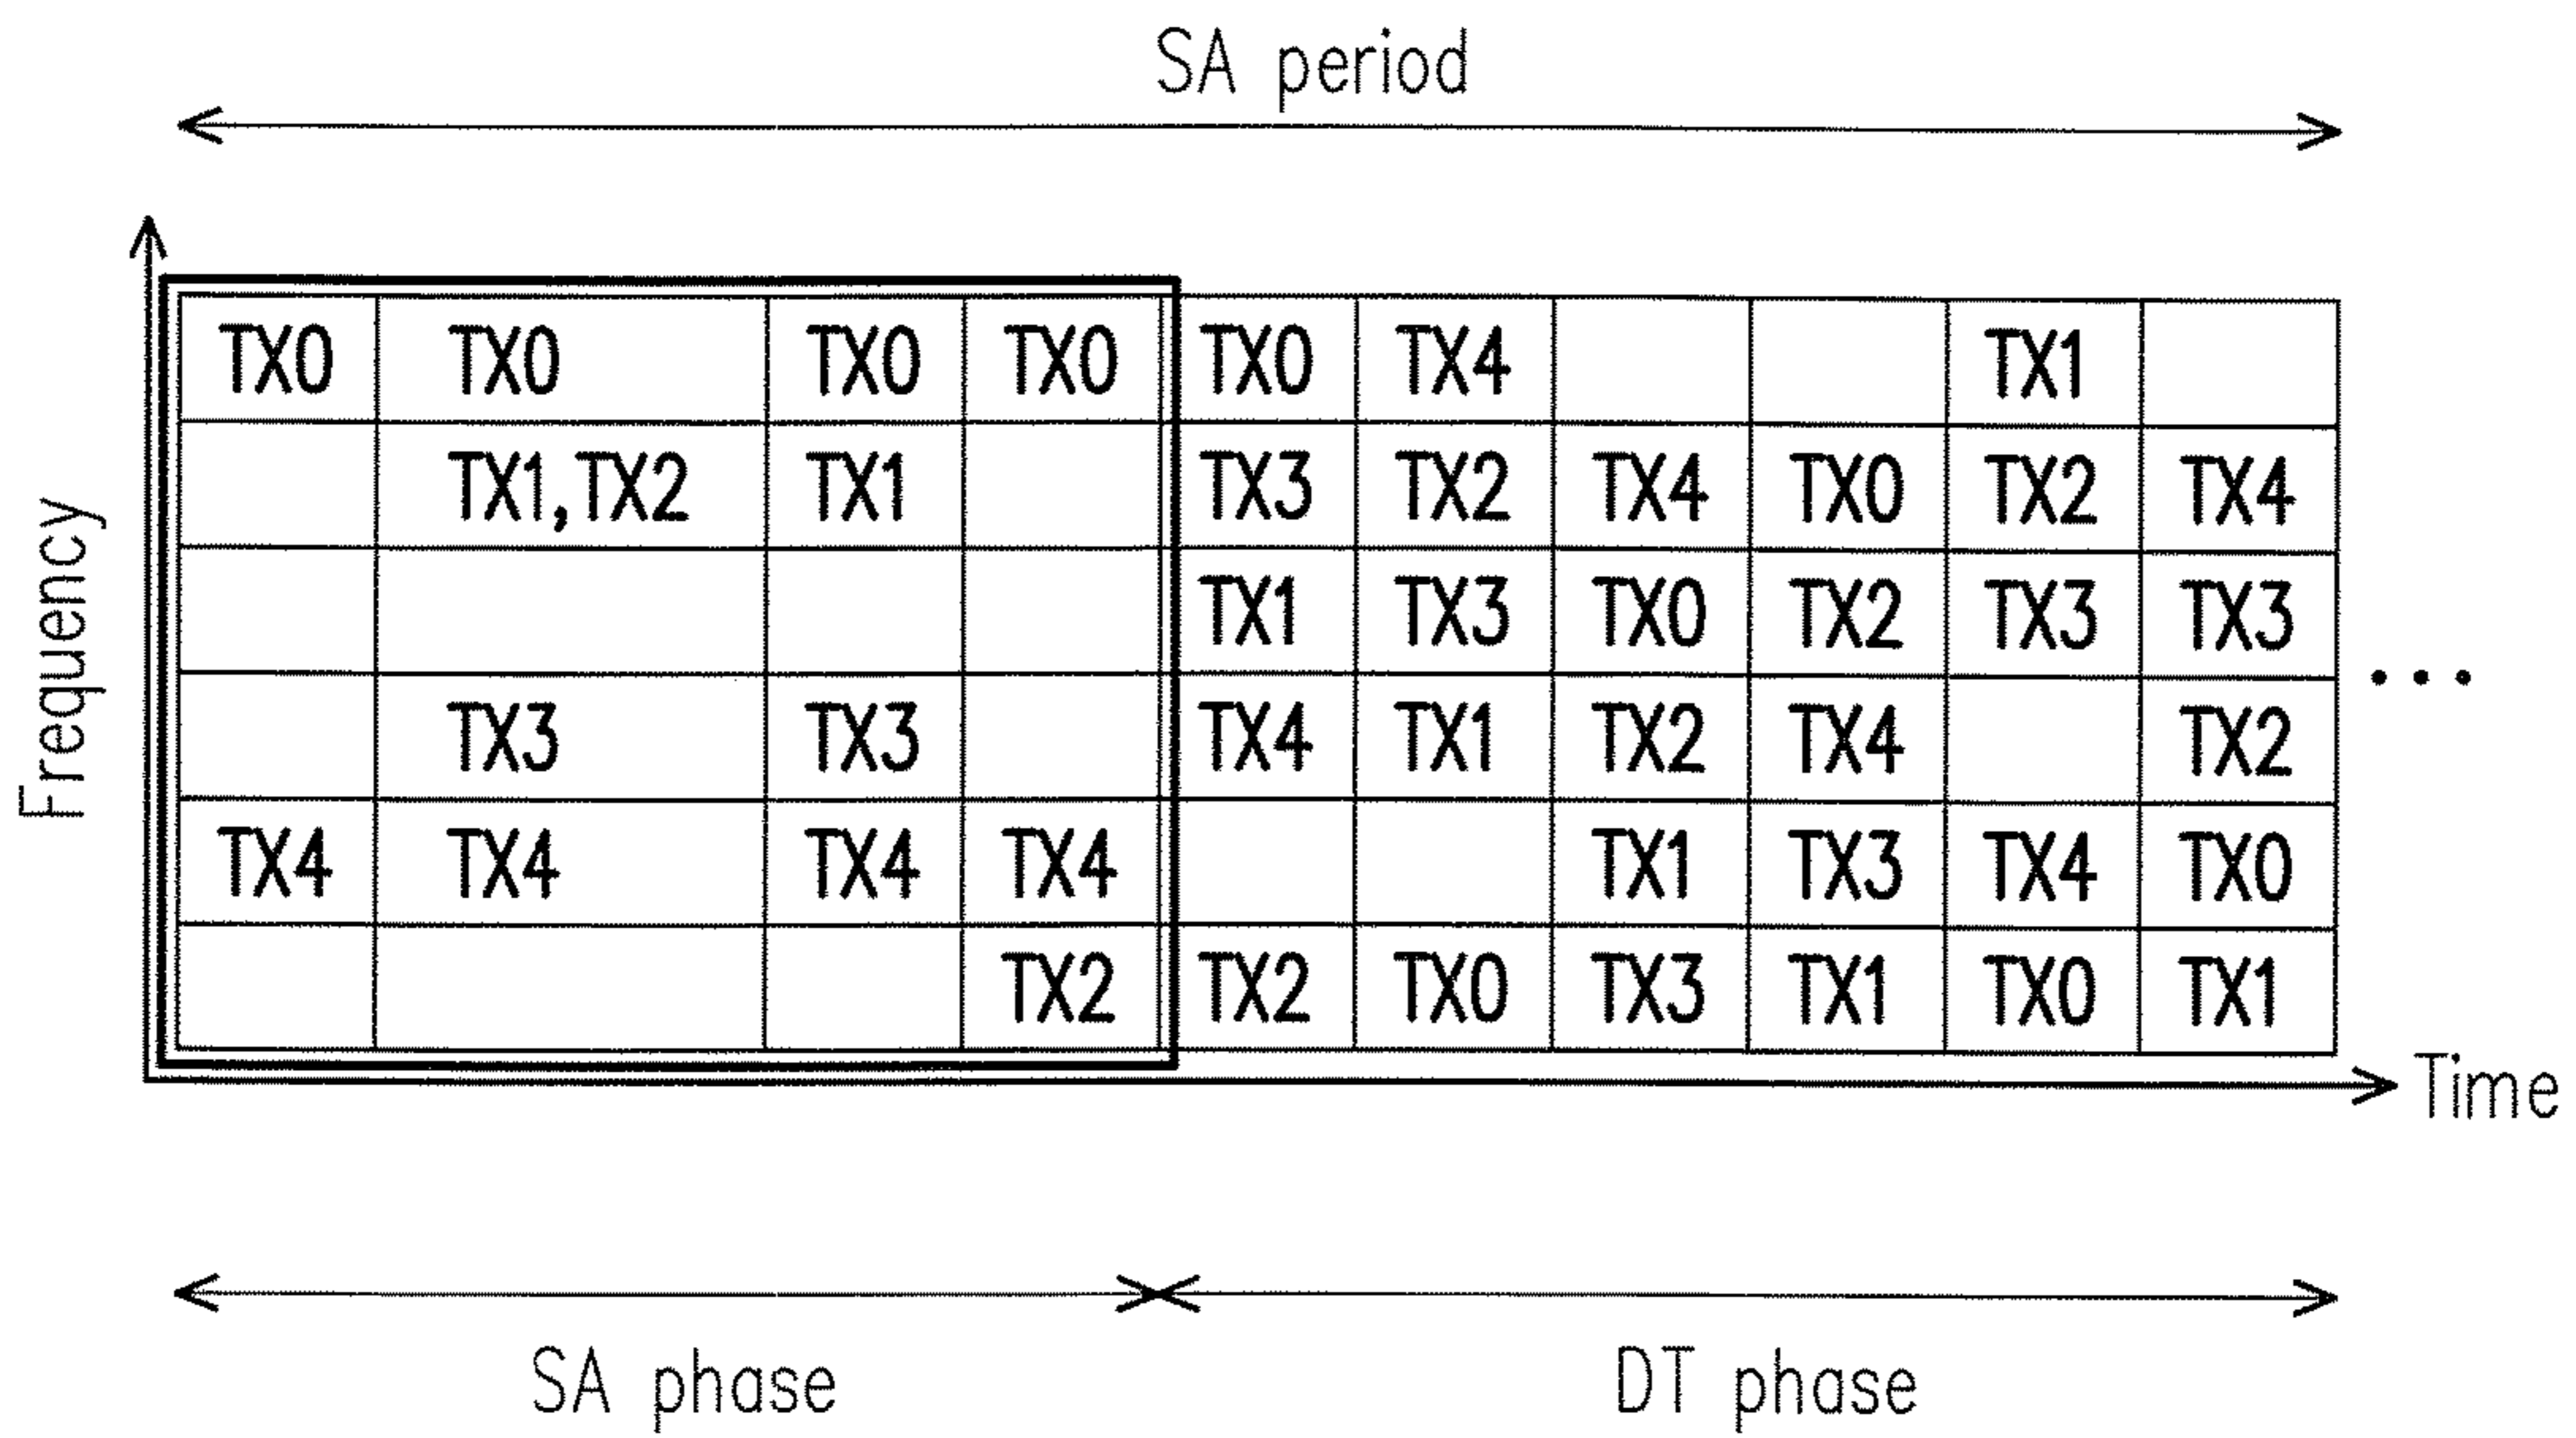 SA period
TX0 TX0 TX0 TX0 TX0 TX4 TX1
TX1,TX2 TX1 TX3 TX2 TX4 TX0 TX2 TX4
TX1 TX3 TX0 TX2 TX3 TX3
TX3 TX3 TX4 TX1 TX2 TX4 TX2
TX4 TX4 TX4 TX4 TX1 TX3 TX4 TX0
TX2 TX2 TX0 TX3 TX1 TX0 TX1
Frequency
• • •
Time
SA phase DT phase